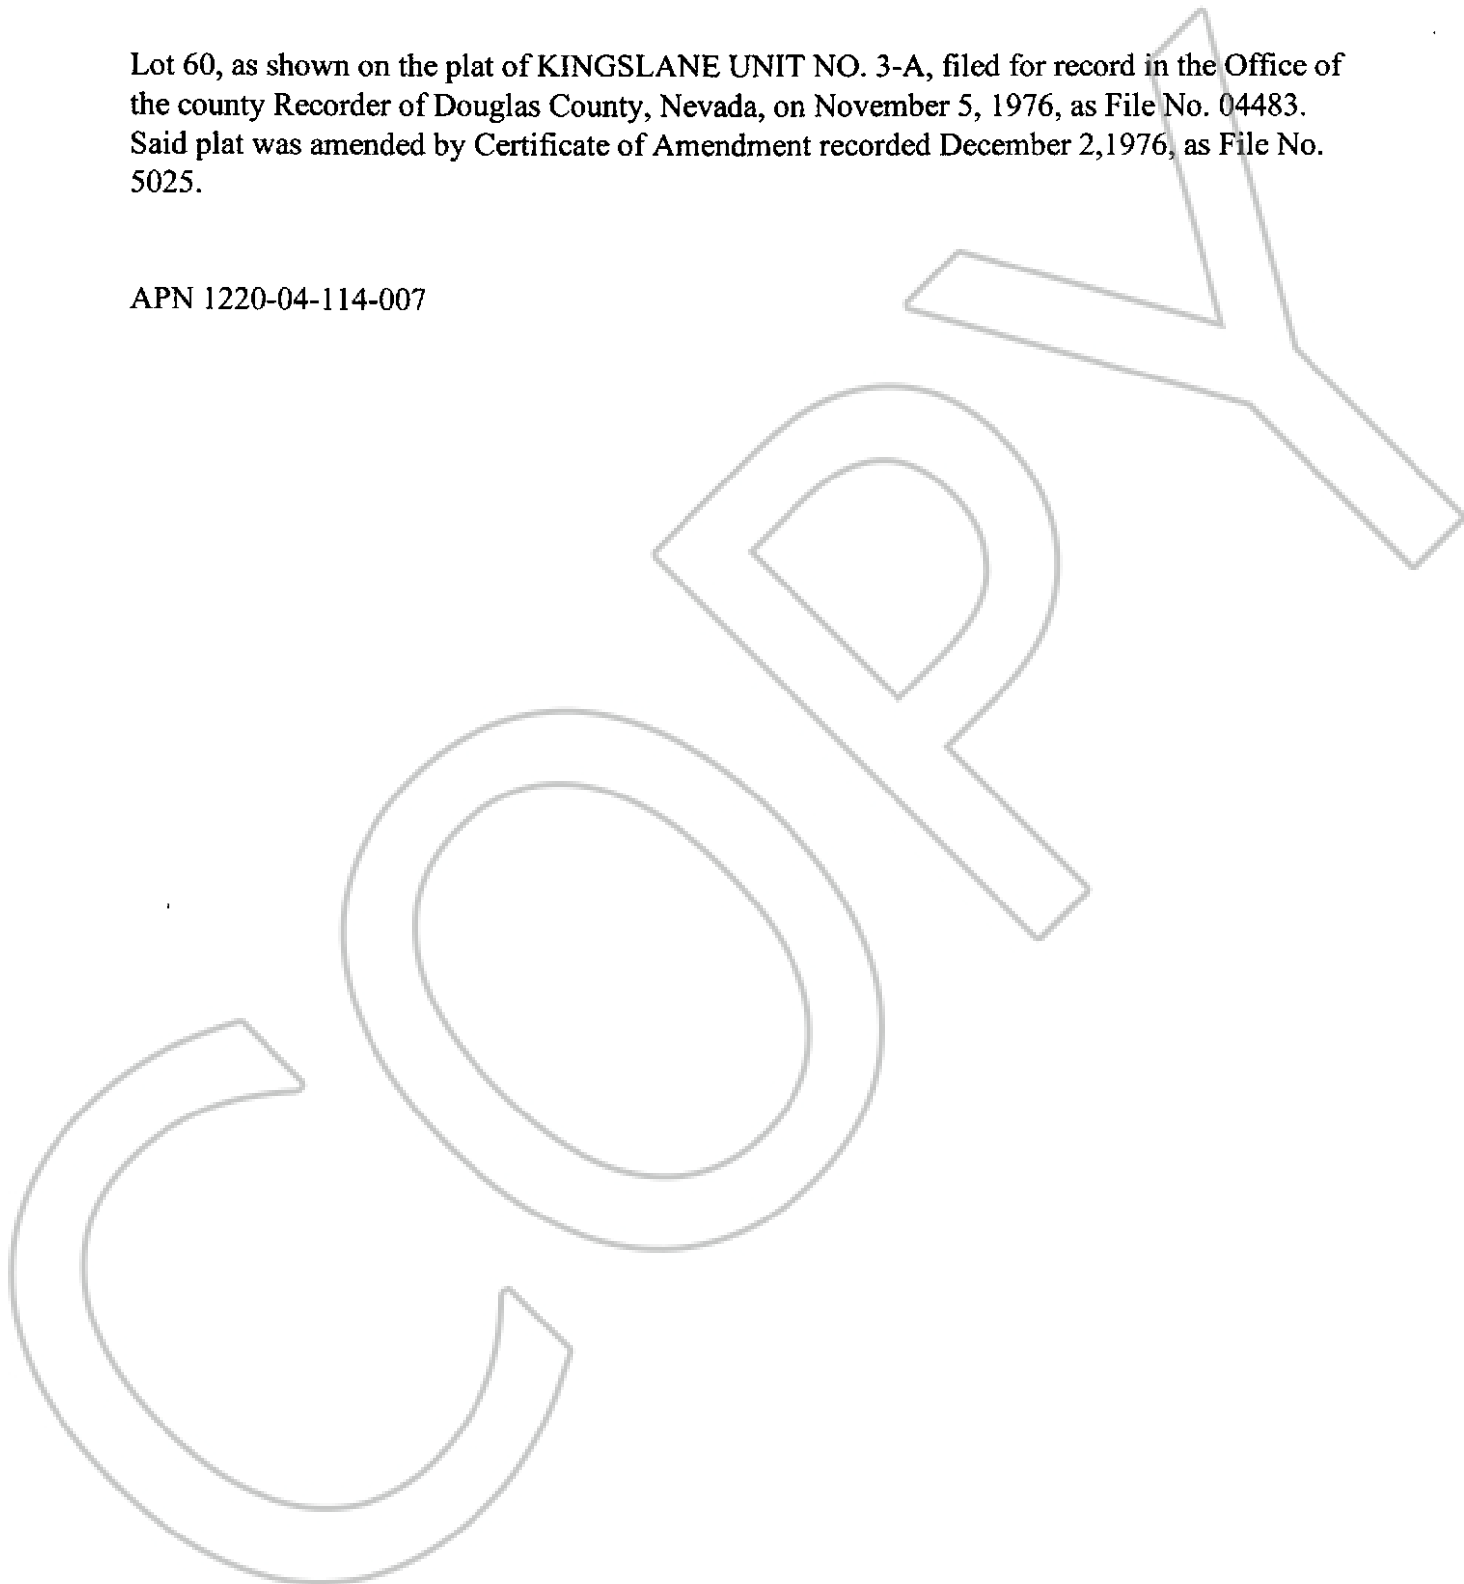 Lot 60, as shown on the plat of KINGSLANE UNIT NO. 3-A, filed for record in the Office of
the county Recorder of Douglas County, Nevada, on November 5, 1976, as File No. 04483.
Said plat was amended by Certificate of Amendment recorded December 2,1976, as File No.
5025.
APN 1220-04-114-007
COPY